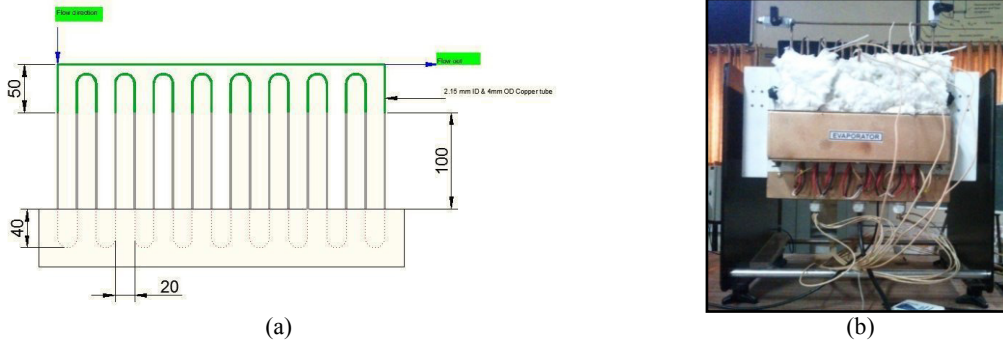 Flow direction
Flow out
50
2.15 mm ID & 4mm OD Copper tube
100
40
20
EVAPORATOR
(a)
(b)